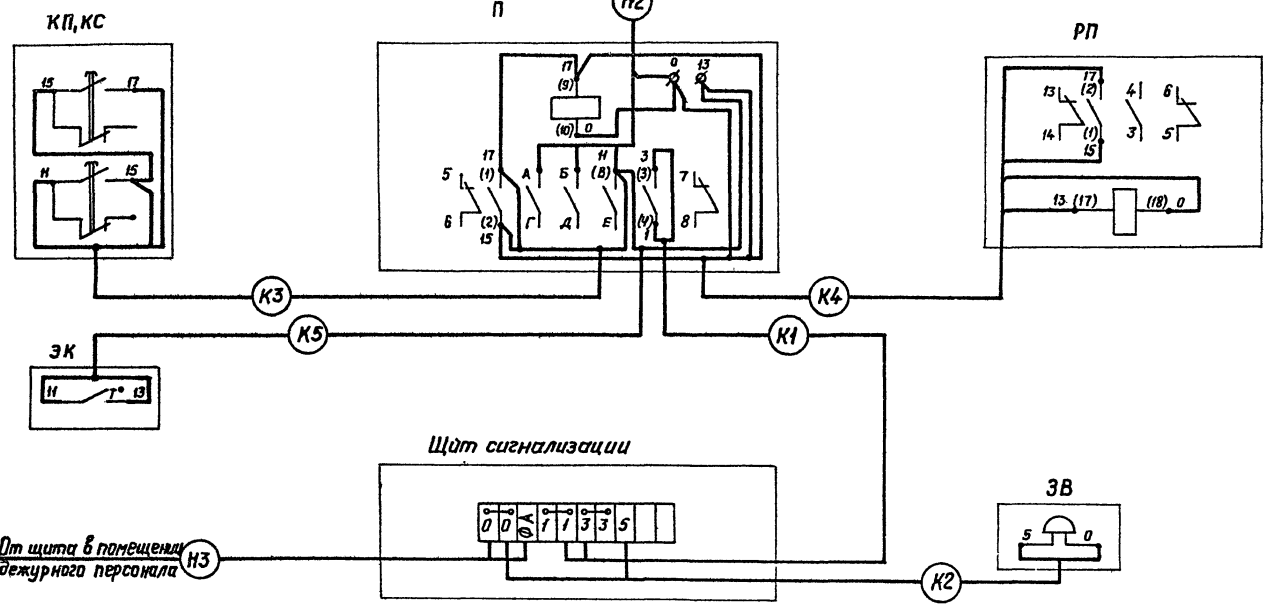 КП,КС
П
Н2
РП
15
17
11
15
17
(9)
(10)
0
0
13
17
11
3
5
(1)
А
Б
(В)
(3)
7
6
(2)
Г
Д
Е
(4)
8
15
1
17
13
(2)
4
6
14
(1)
3
5
15
13
(17)
(18)
0
К3
К4
К5
К1
ЭК
11
Т°
13
Щит сигнализации
0
0
ФА
1
1
3
3
5
ЗВ
5
0
От щита в помещении
дежурного персонала
Н3
К2